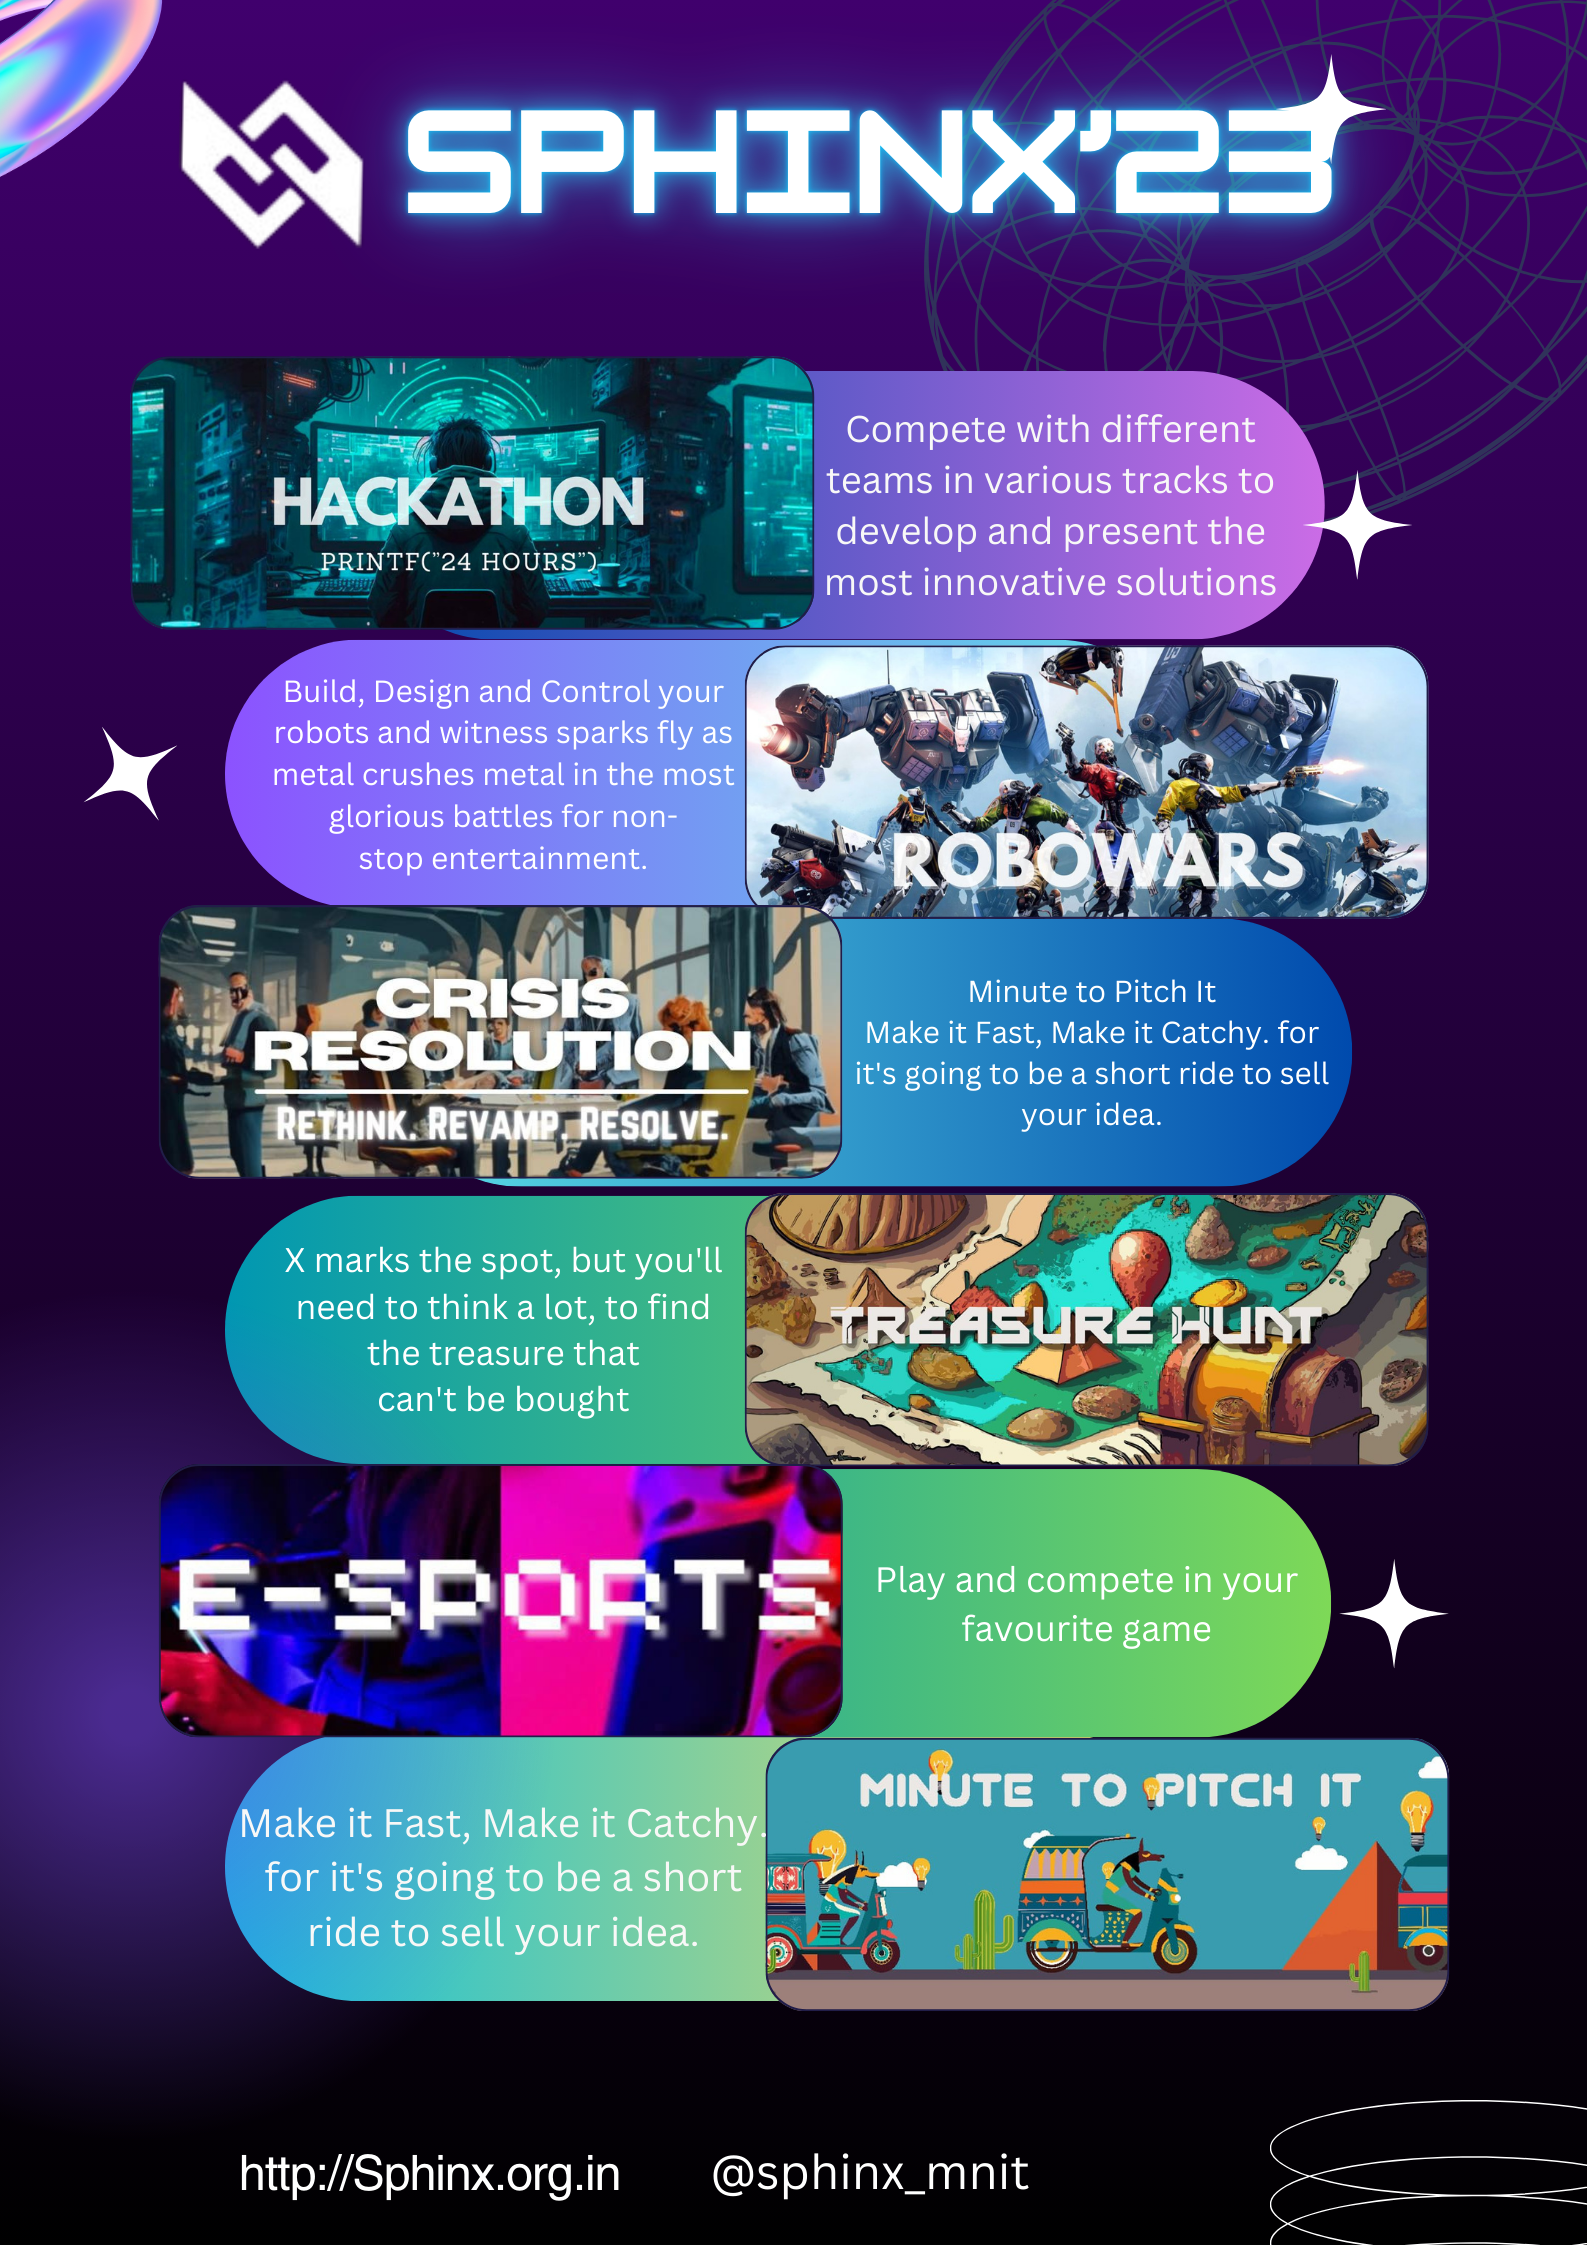 SPHINX'23
HACKATHON
PRINTF("24 HOURS")
Compete with different
teams in various tracks to
develop and present the
most innovative solutions
Build, Design and Control your
robots and witness sparks fly as
metal crushes metal in the most
glorious battles for non-
stop entertainment.
ROBOWARS
CRISIS
RESOLUTION
RETHINK. REVAMP. RESOLVE.
Minute to Pitch It
Make it Fast, Make it Catchy. for
it's going to be a short ride to sell
your idea.
X marks the spot, but you'll
need to think a lot, to find
the treasure that
can't be bought
TREASURE HUNT
E-SPORTS
Play and compete in your
favourite game
Make it Fast, Make it Catchy.
for it's going to be a short
ride to sell your idea.
MINUTE TO PITCH IT
http://Sphinx.org.in
@sphinx_mnit